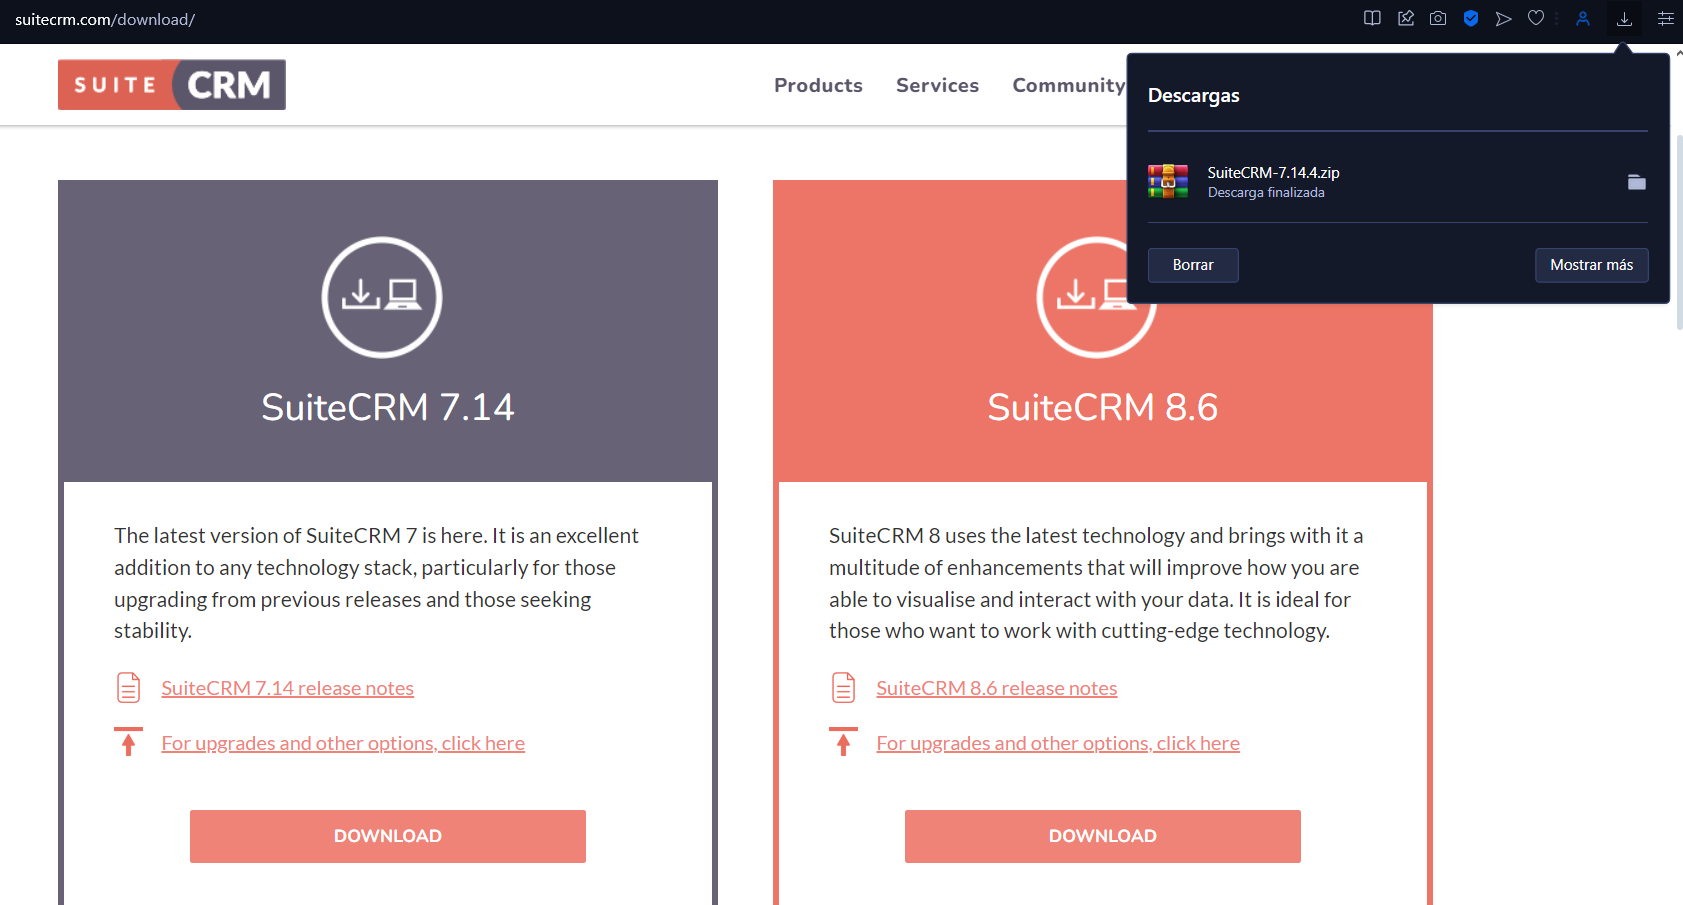 suitecrm.com/download/
SUITE CRM
Products Services Community
Descargas
SuiteCRM-7.14.4.zip
Descarga finalizada
Borrar Mostrar más
SuiteCRM 7.14
The latest version of SuiteCRM 7 is here. It is an excellent
addition to any technology stack, particularly for those
upgrading from previous releases and those seeking
stability.
SuiteCRM 7.14 release notes
For upgrades and other options, click here
DOWNLOAD
SuiteCRM 8.6
SuiteCRM 8 uses the latest technology and brings with it a
multitude of enhancements that will improve how you are
able to visualise and interact with your data. It is ideal for
those who want to work with cutting-edge technology.
SuiteCRM 8.6 release notes
For upgrades and other options, click here
DOWNLOAD